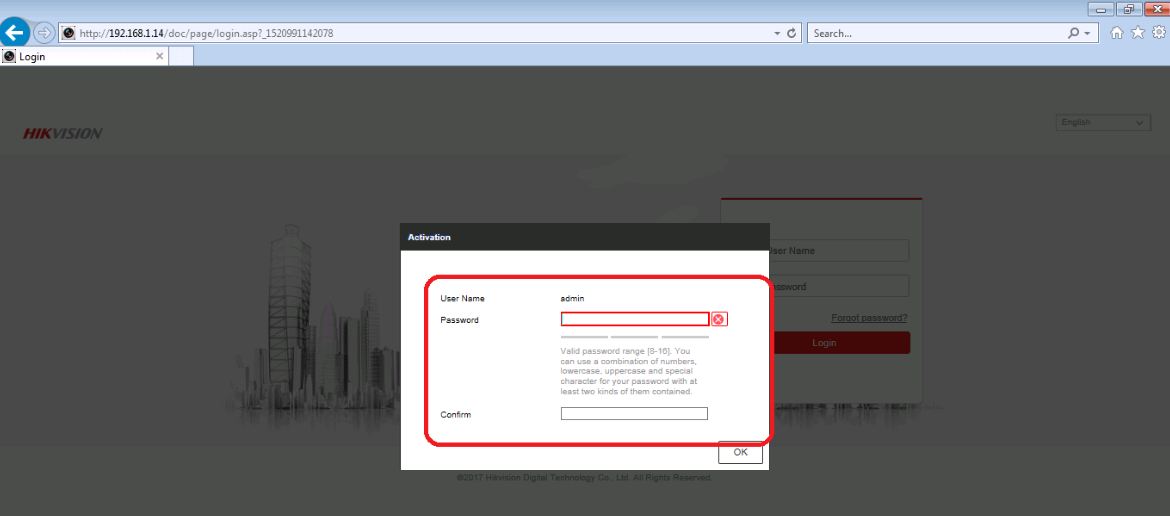 http://192.168.1.14/doc/page/login.asp?_1520991142078
Search...
Login
HIKVISION
English
Activation
User Name
User Name admin
Password
Password
Forgot password?
Valid password range [8-16]. You
can use a combination of numbers,
lowercase, uppercase and special
character for your password with at
least two kinds of them contained.
Login
Confirm
OK
©2017 Hikvision Digital Technology Co., Ltd. All Rights Reserved.